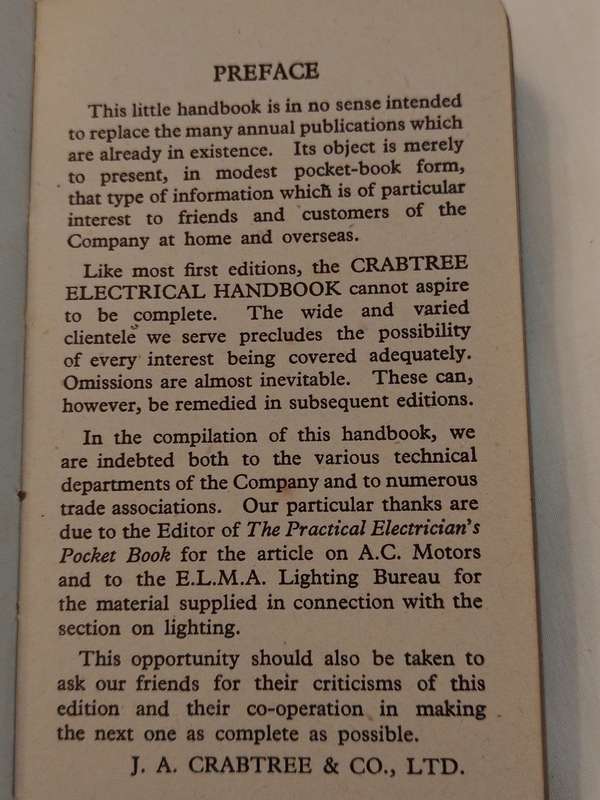 PREFACE
This little handbook is in no sense intended
to replace the many annual publications which
are already in existence. Its object is merely
to present, in modest pocket-book form,
that type of information which is of particular
interest to friends and customers of the
Company at home and overseas.
Like most first editions, the CRABTREE
ELECTRICAL HANDBOOK cannot aspire
to be complete. The wide and varied
clientele we serve precludes the possibility
of every interest being covered adequately.
Omissions are almost inevitable. These can,
however, be remedied in subsequent editions.
In the compilation of this handbook, we
are indebted both to the various technical
departments of the Company and to numerous
trade associations. Our particular thanks are
due to the Editor of The Practical Electrician's
Pocket Book for the article on A.C. Motors
and to the E.L.M.A. Lighting Bureau for
the material supplied in connection with the
section on lighting.
This opportunity should also be taken to
ask our friends for their criticisms of this
edition and their co-operation in making
the next one as complete as possible.
J. A. CRABTREE & CO., LTD.